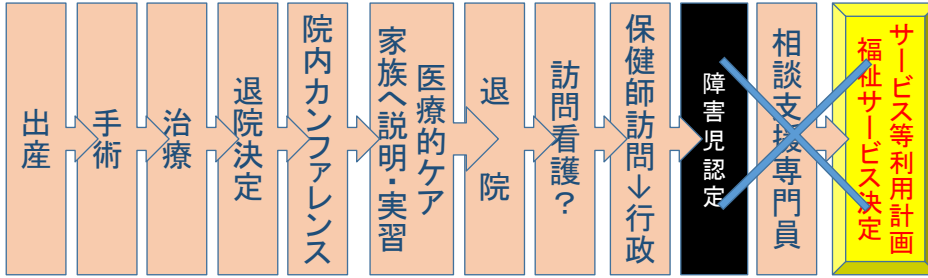 出産
手術
治療
退院決定
院内カンファレンス
医療的ケア
家族へ説明・実習
退院
訪問看護？
保健師訪問→行政
障害児認定
相談支援専門員
サービス等利用計画
福祉サービス決定